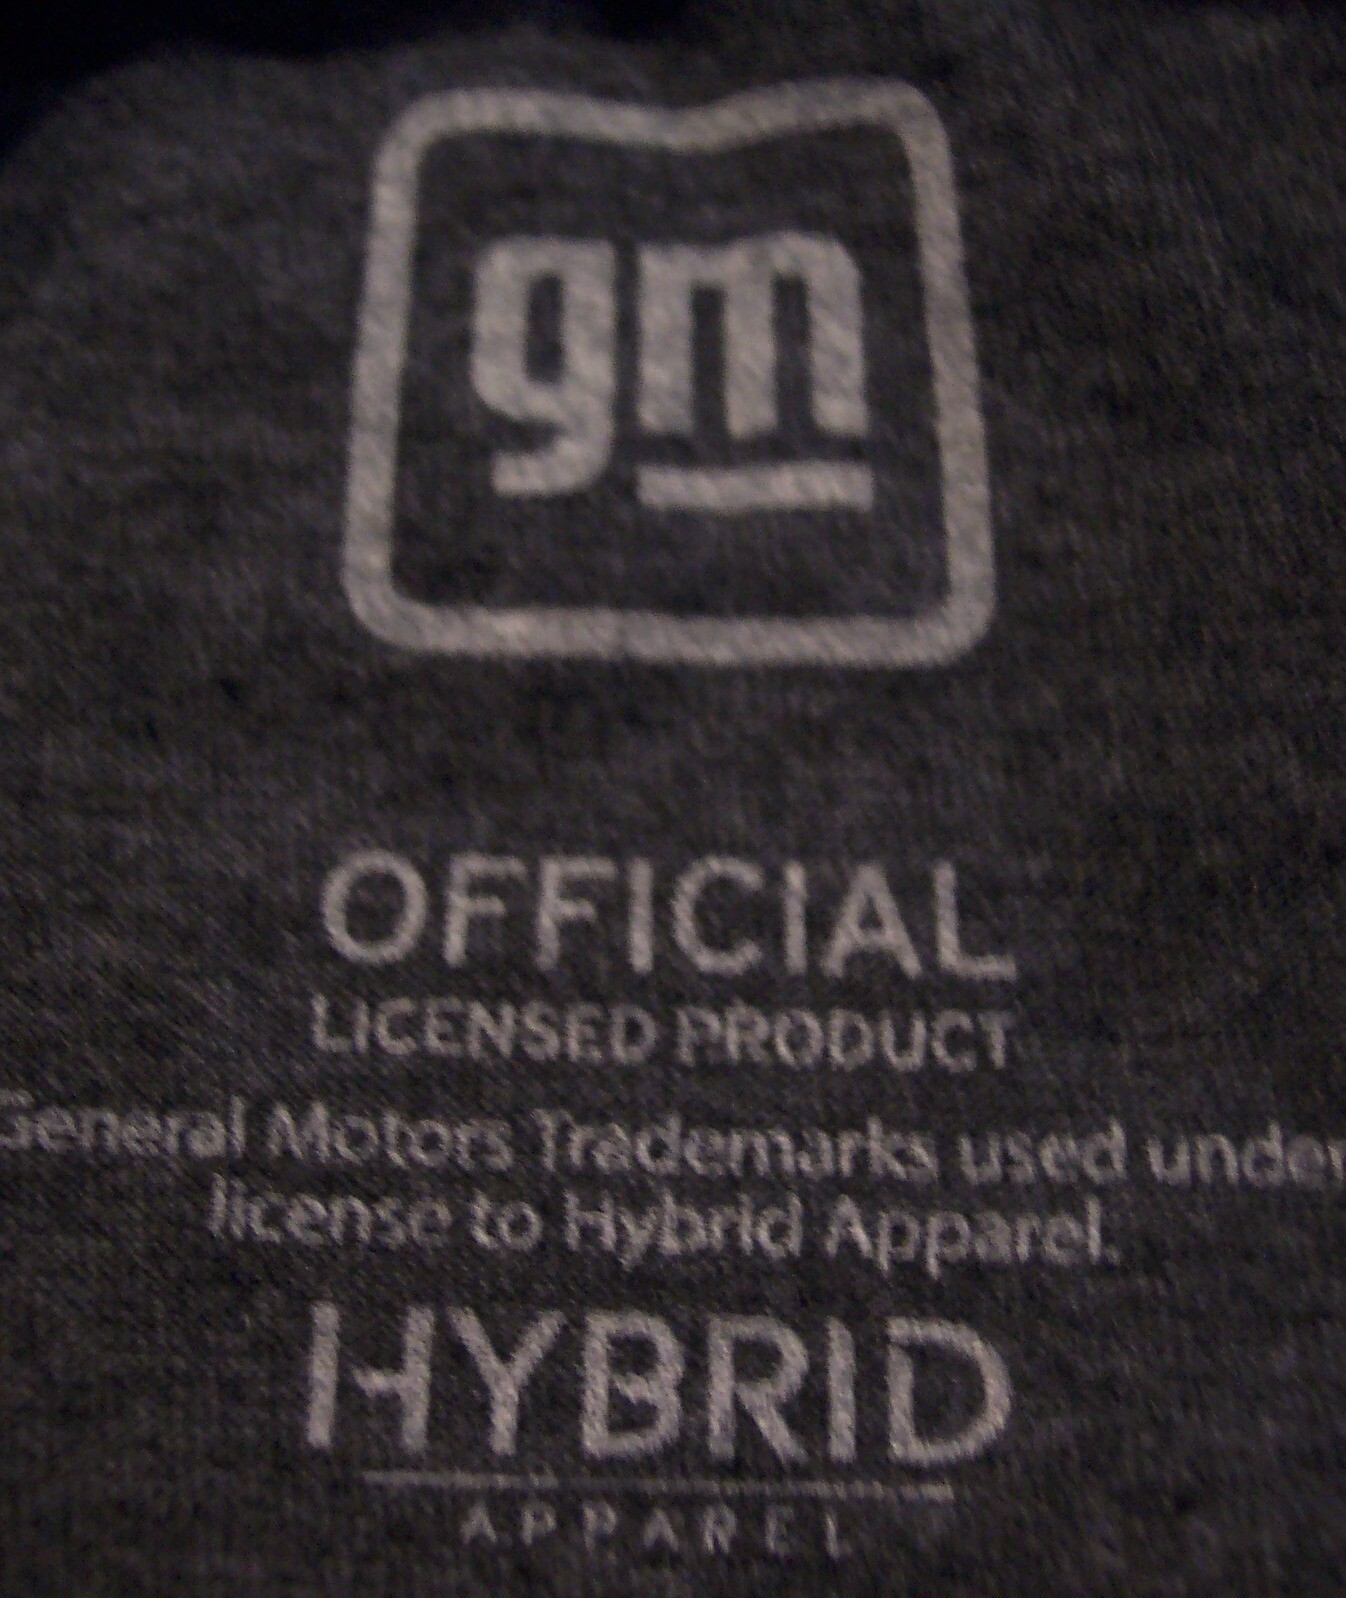 gm
OFFICIAL
LICENSED PRODUCT
General Motors Trademarks used under
license to Hybrid Apparel.
HYBRID
APPAREL